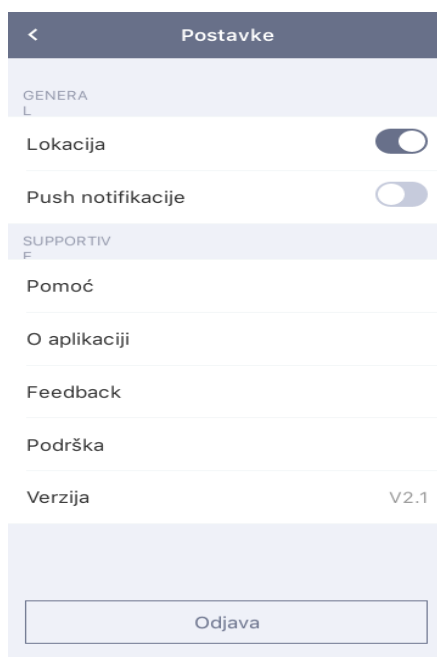 Postavke
GENERA
L
Lokacija
Push notifikacije
SUPPORTIV
E
Pomoć
O aplikaciji
Feedback
Podrška
Verzija V2.1
Odjava